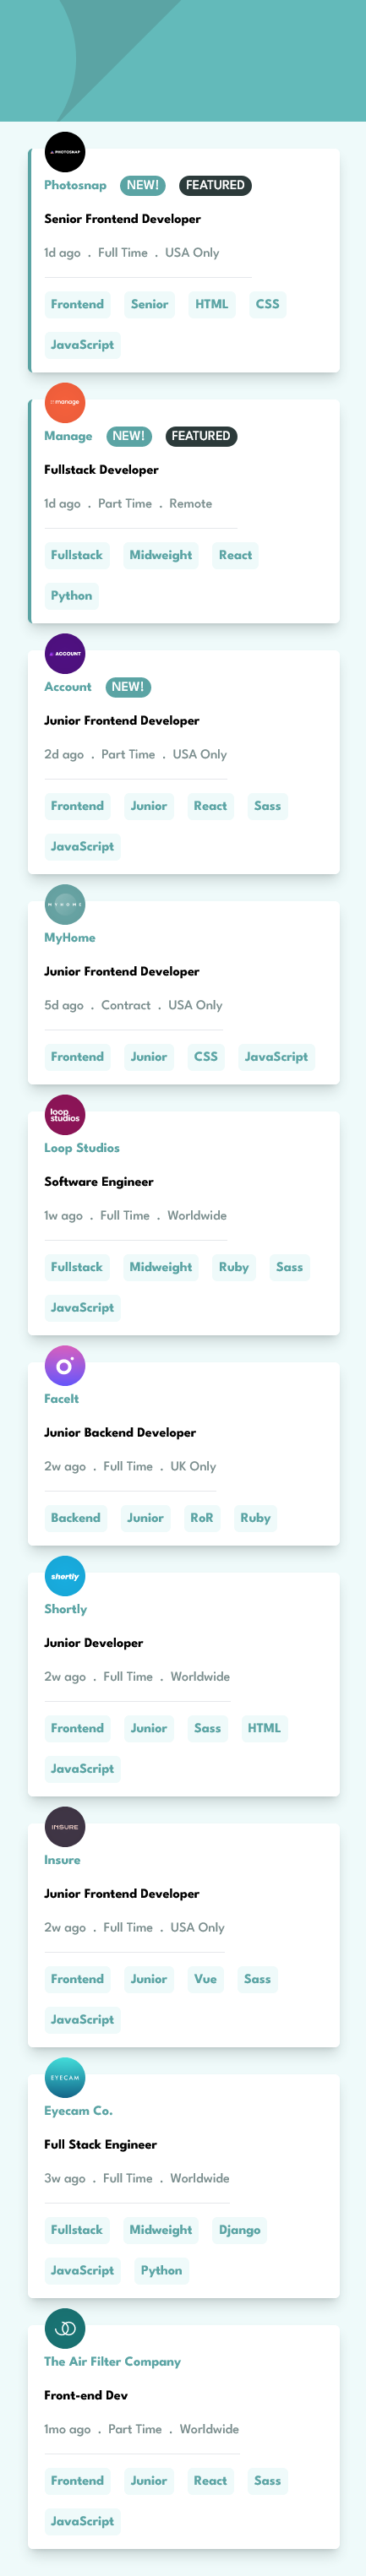 PHOTOSNAP
Photosnap NEW! FEATURED
Senior Frontend Developer
1d ago . Full Time . USA Only
Frontend Senior HTML CSS
JavaScript
manage
Manage NEW! FEATURED
Fullstack Developer
1d ago . Part Time . Remote
Fullstack Midweight React
Python
ACCOUNT
Account NEW!
Junior Frontend Developer
2d ago . Part Time . USA Only
Frontend Junior React Sass
JavaScript
MYHOME
MyHome
Junior Frontend Developer
5d ago . Contract . USA Only
Frontend Junior CSS JavaScript
loop
studios
Loop Studios
Software Engineer
1w ago . Full Time . Worldwide
Fullstack Midweight Ruby Sass
JavaScript
FaceIt
Junior Backend Developer
2w ago . Full Time . UK Only
Backend Junior RoR Ruby
shortly
Shortly
Junior Developer
2w ago . Full Time . Worldwide
Frontend Junior Sass HTML
JavaScript
INSURE
Insure
Junior Frontend Developer
2w ago . Full Time . USA Only
Frontend Junior Vue Sass
JavaScript
EYECAM
Eyecam Co.
Full Stack Engineer
3w ago . Full Time . Worldwide
Fullstack Midweight Django
JavaScript Python
The Air Filter Company
Front-end Dev
1mo ago . Part Time . Worldwide
Frontend Junior React Sass
JavaScript